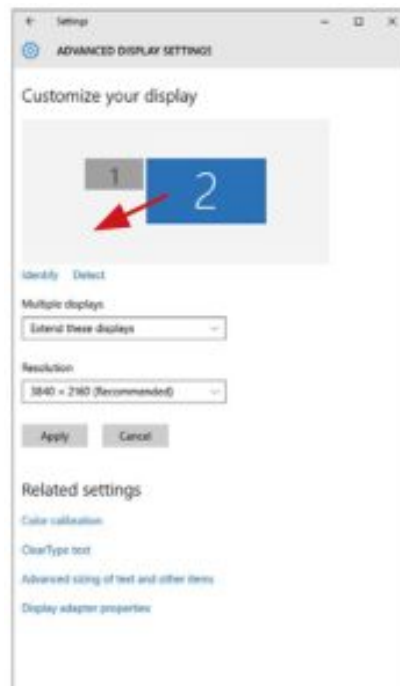 Settings
ADVANCED DISPLAY SETTINGS
Customize your display
1
2
Identify Detect
Multiple displays
Extend these displays
Resolution
3840 × 2160 (Recommended)
Apply Cancel
Related settings
Color calibration
ClearType text
Advanced sizing of text and other items
Display adapter properties